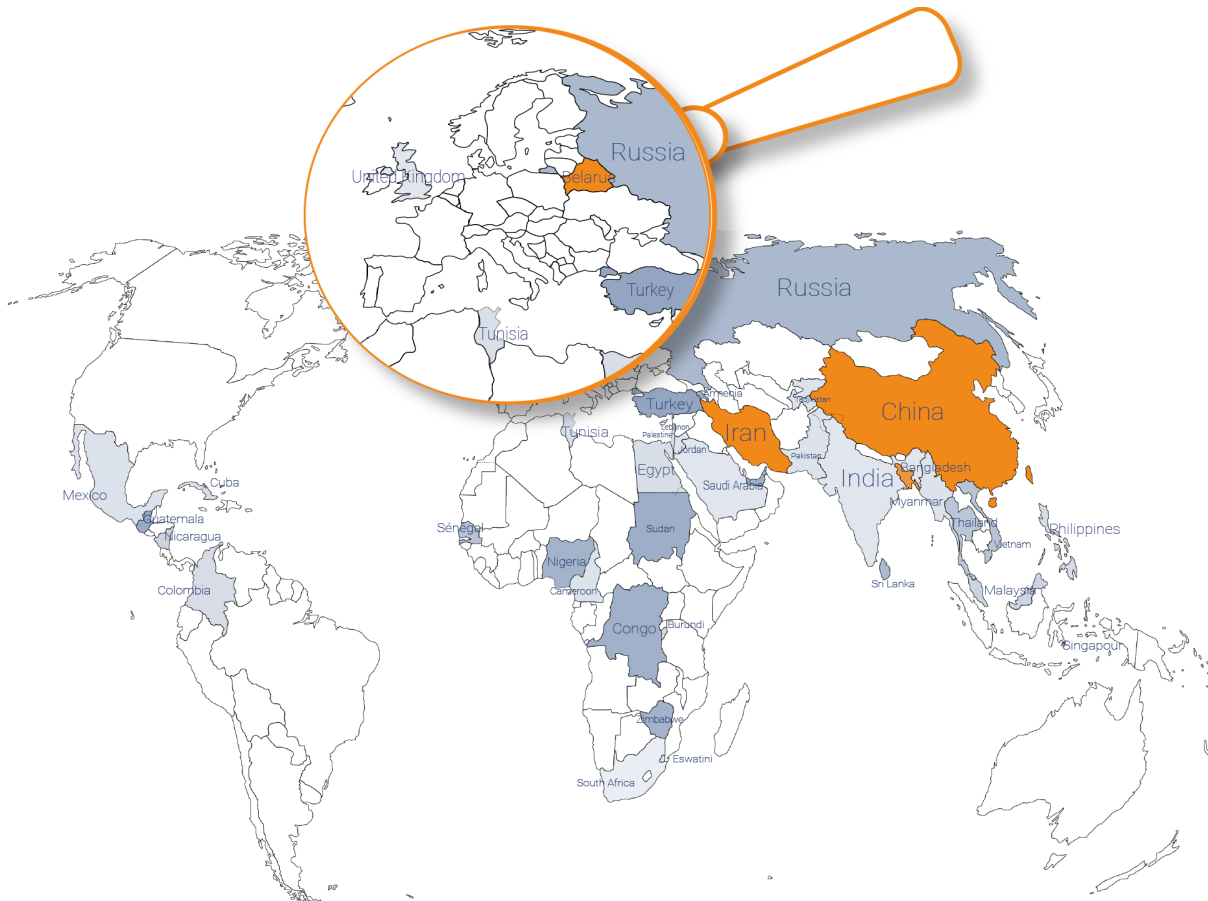 Russia
United Kingdom
Belarus
Turkey
Tunisia
Russia
China
Armenia
Tajikistan
Turkey
Iran
Lebanon
Palestine
Tunisia
Jordan
Pakistan
Egypt
Saudi Arabia
India
Bangladesh
Myanmar
Mexico
Cuba
Guatemala
Nicaragua
Colombia
Sénégal
Nigeria
Cameroon
Sudan
Congo
Burundi
Zimbabwe
Eswatini
South Africa
Thailand
Vietnam
Philippines
Sri Lanka
Malaysia
Singapour